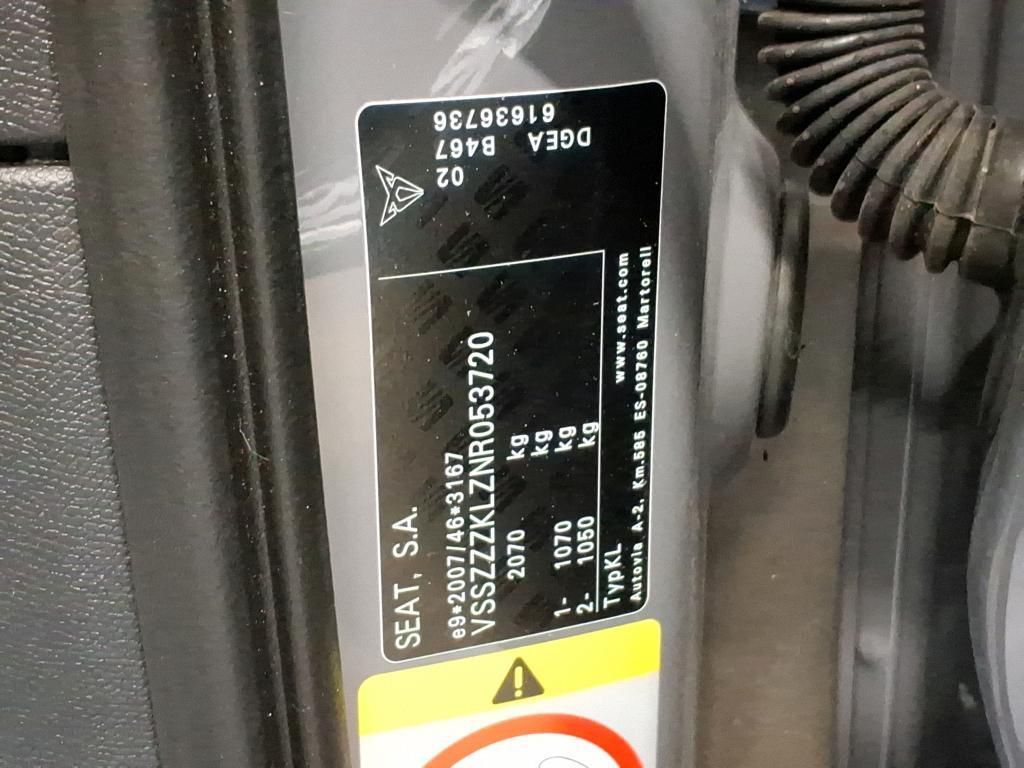 SEAT, S.A.
e9*2007/46*3167
VSSZZZKLZNR053720
2070 kg
kg
1- 1070 kg
2- 1050 kg
TypKL www.seat.com
Autovia A-2, Km.585 ES-08760 Martorell
02
B467
61636736
DGEA